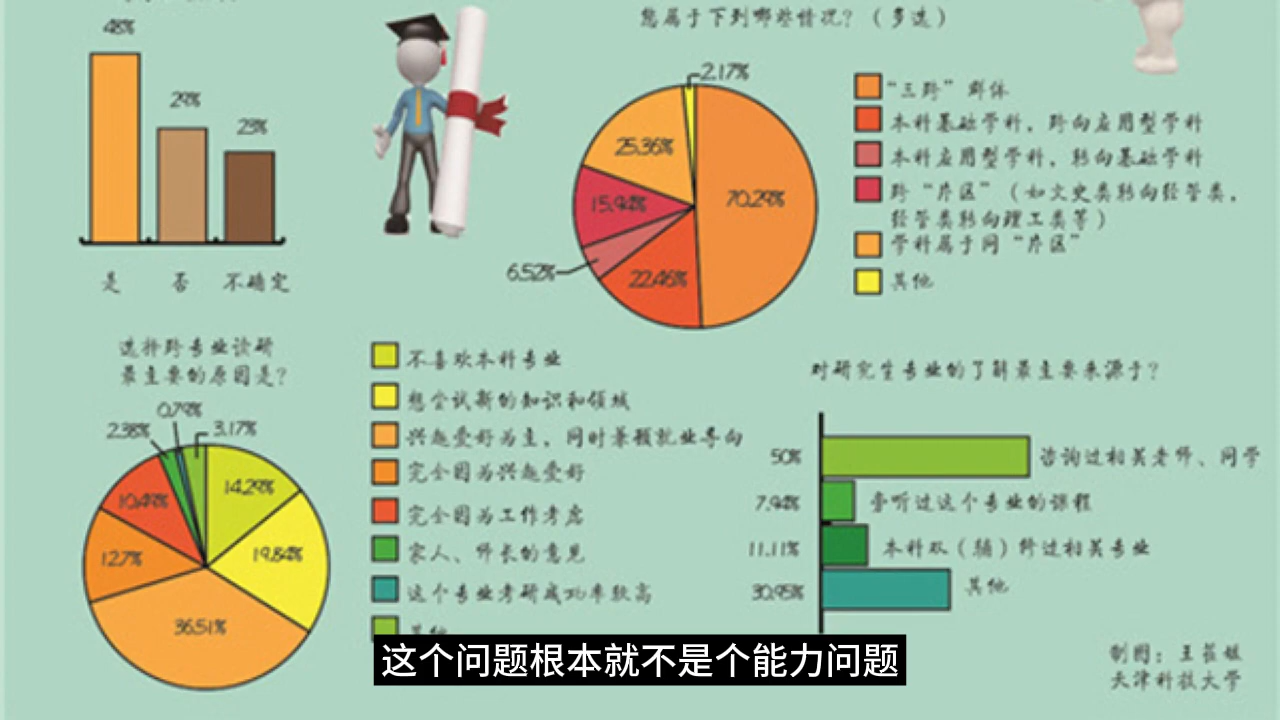 48%
29%
23%
是
否
不确定
您属于下列哪些情况？（多选）
2.17%
25.36%
15.94%
6.52%
22.46%
70.29%
“三跨”群体
本科基础学科，跨向应用型学科
本科应用型学科，转向基础学科
跨“片区”（如文史类转向经管类，
经管类转向理工类等）
学科属于同“片区”
其他
选择跨专业读研
最主要的原因是？
0.79%
2.38%
3.17%
10.49%
14.29%
12.7%
19.84%
36.51%
不喜欢本科专业
想尝试新的知识和领域
兴趣爱好为主，同时兼顾就业导向
完全因为兴趣爱好
完全因为工作考虑
家人、师长的意见
这个专业考研成功率较高
其他
对研究生专业的了解最主要来源于？
50%
咨询过相关老师、同学
7.94%
旁听过这个专业的课程
11.11%
本科双（辅）修过相关专业
30.95%
其他
这个问题根本就不是个能力问题
制图：王
天津科技大学